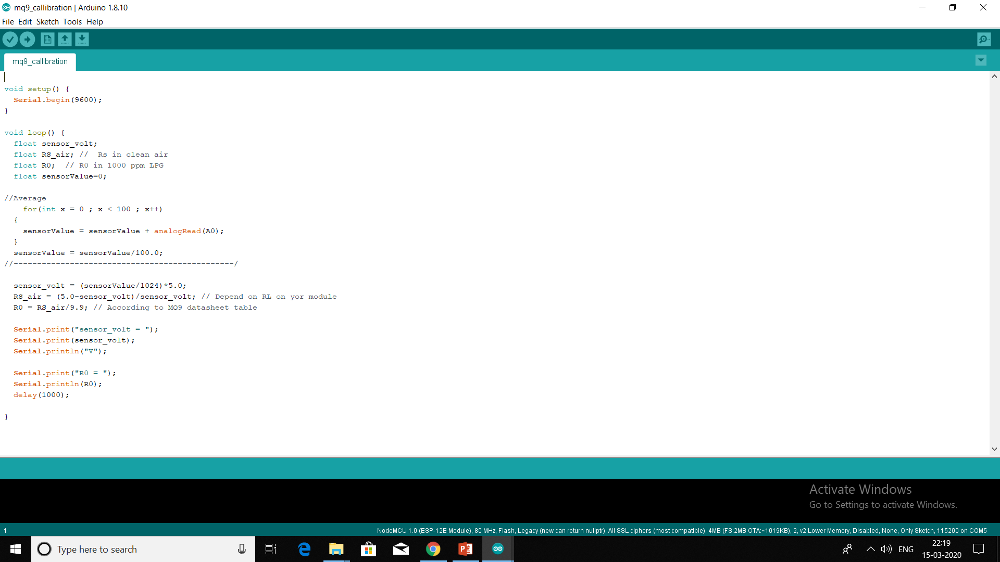 mq9_callibration | Arduino 1.8.10
File Edit Sketch Tools Help
mq9_callibration
void setup() {
  Serial.begin(9600);
}

void loop() {
  float sensor_volt;
  float RS_air; //  Rs in clean air
  float R0;  // R0 in 1000 ppm LPG
  float sensorValue=0;

//Average
    for(int x = 0 ; x < 100 ; x++)
  {
    sensorValue = sensorValue + analogRead(A0);
  }
  sensorValue = sensorValue/100.0;
//-----------------------------------------------/

  sensor_volt = (sensorValue/1024)*5.0;
  RS_air = (5.0-sensor_volt)/sensor_volt; // Depend on RL on yor module
  R0 = RS_air/9.9; // According to MQ9 datasheet table

  Serial.print("sensor_volt = ");
  Serial.print(sensor_volt);
  Serial.println("V");

  Serial.print("R0 = ");
  Serial.println(R0);
  delay(1000);

}
Activate Windows
Go to Settings to activate Windows.
1
NodeMCU 1.0 (ESP-12E Module), 80 MHz, Flash, Legacy (new can return nullptr), All SSL ciphers (most compatible), 4MB (FS:2MB OTA:~1019KB), 2, v2 Lower Memory, Disabled, None, Only Sketch, 115200 on COM5
Type here to search
ENG
22:19
15-03-2020